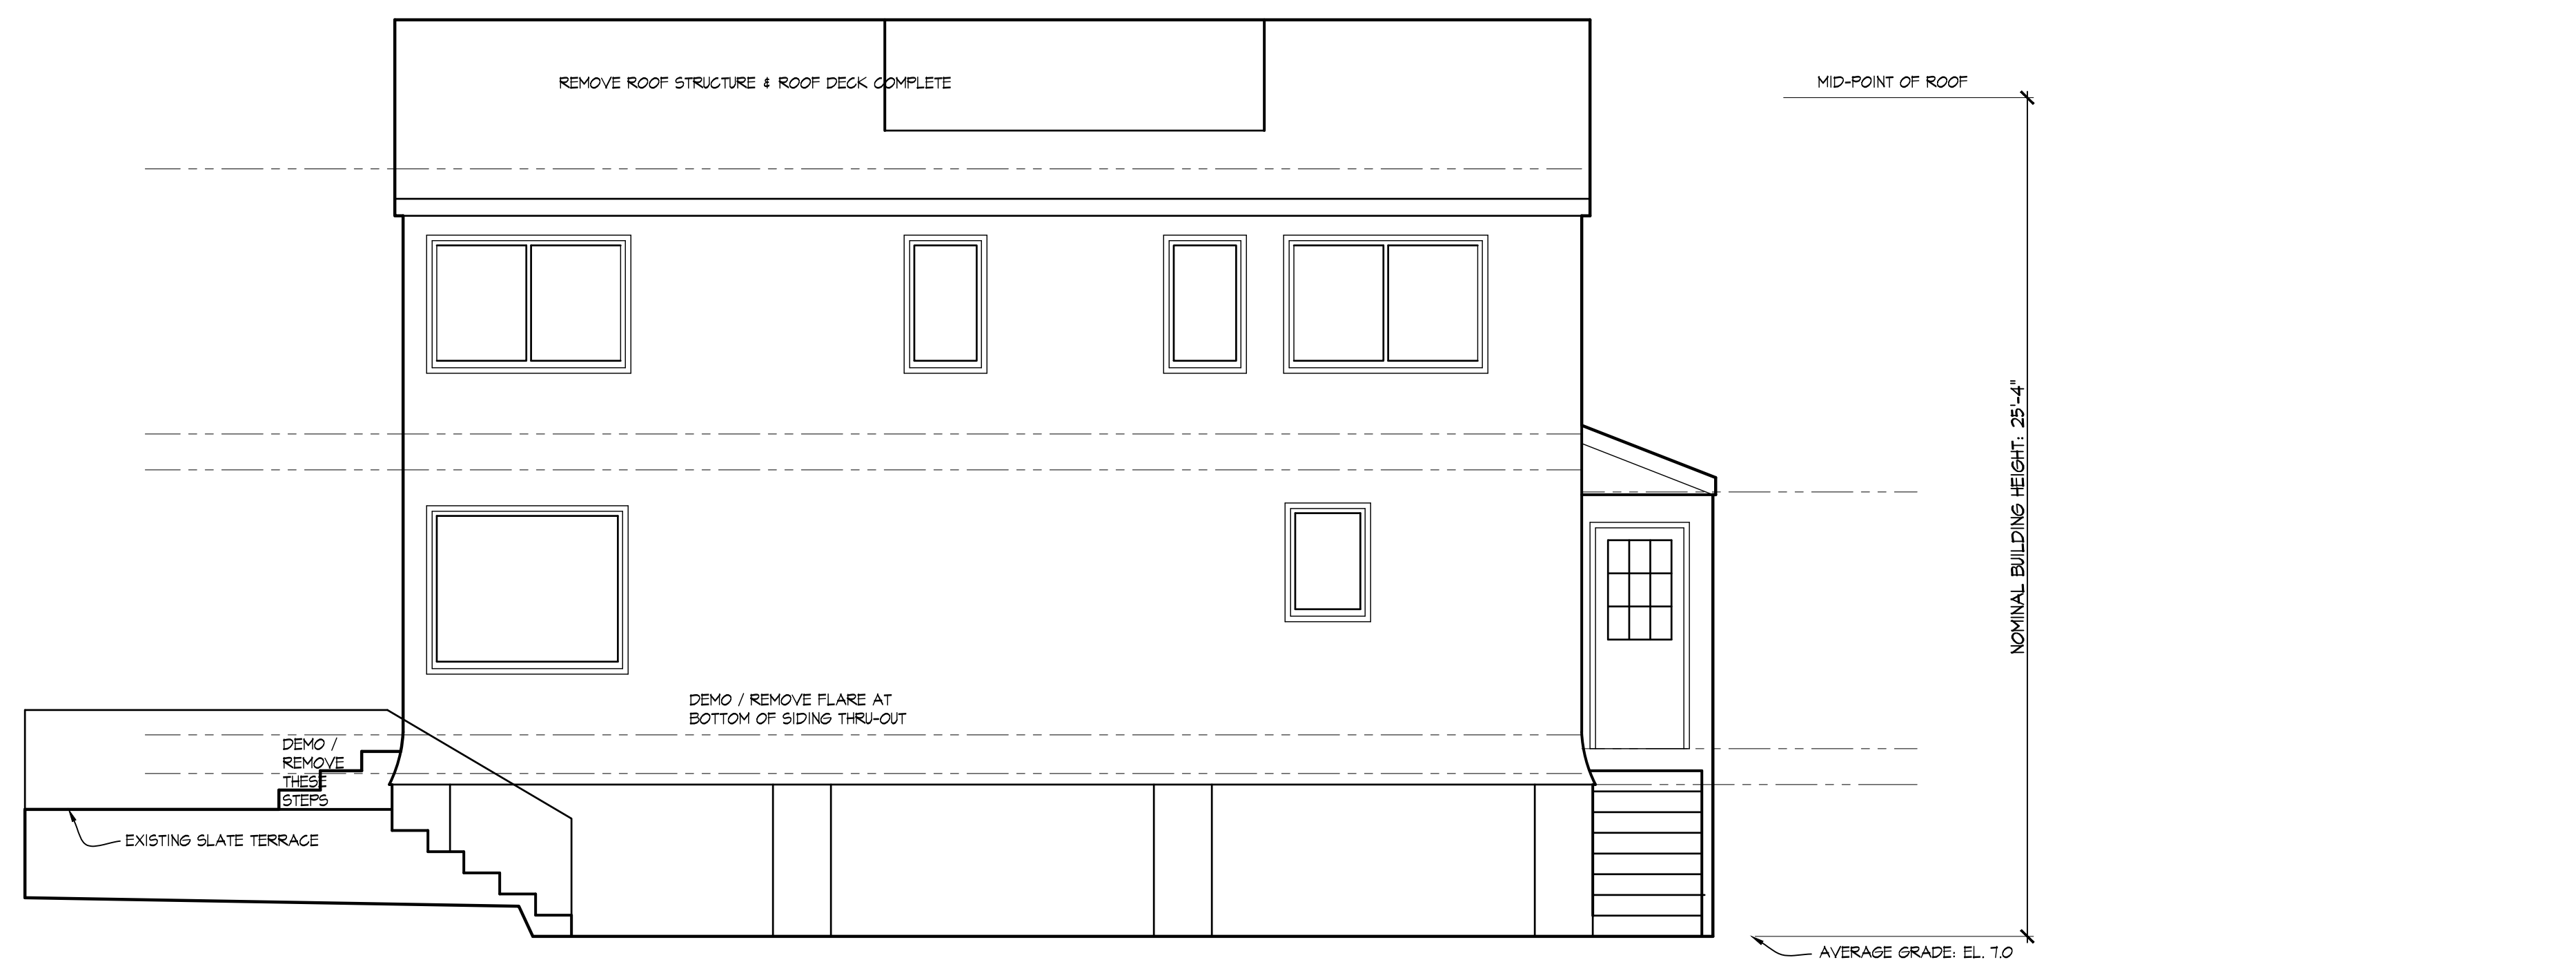 REMOVE ROOF STRUCTURE & ROOF DECK COMPLETE
MID-POINT OF ROOF
NOMINAL BUILDING HEIGHT: 25'-4"
DEMO / REMOVE FLARE AT
BOTTOM OF SIDING THRU-OUT
DEMO /
REMOVE
THESE
STEPS
EXISTING SLATE TERRACE
AVERAGE GRADE: EL. 7.0